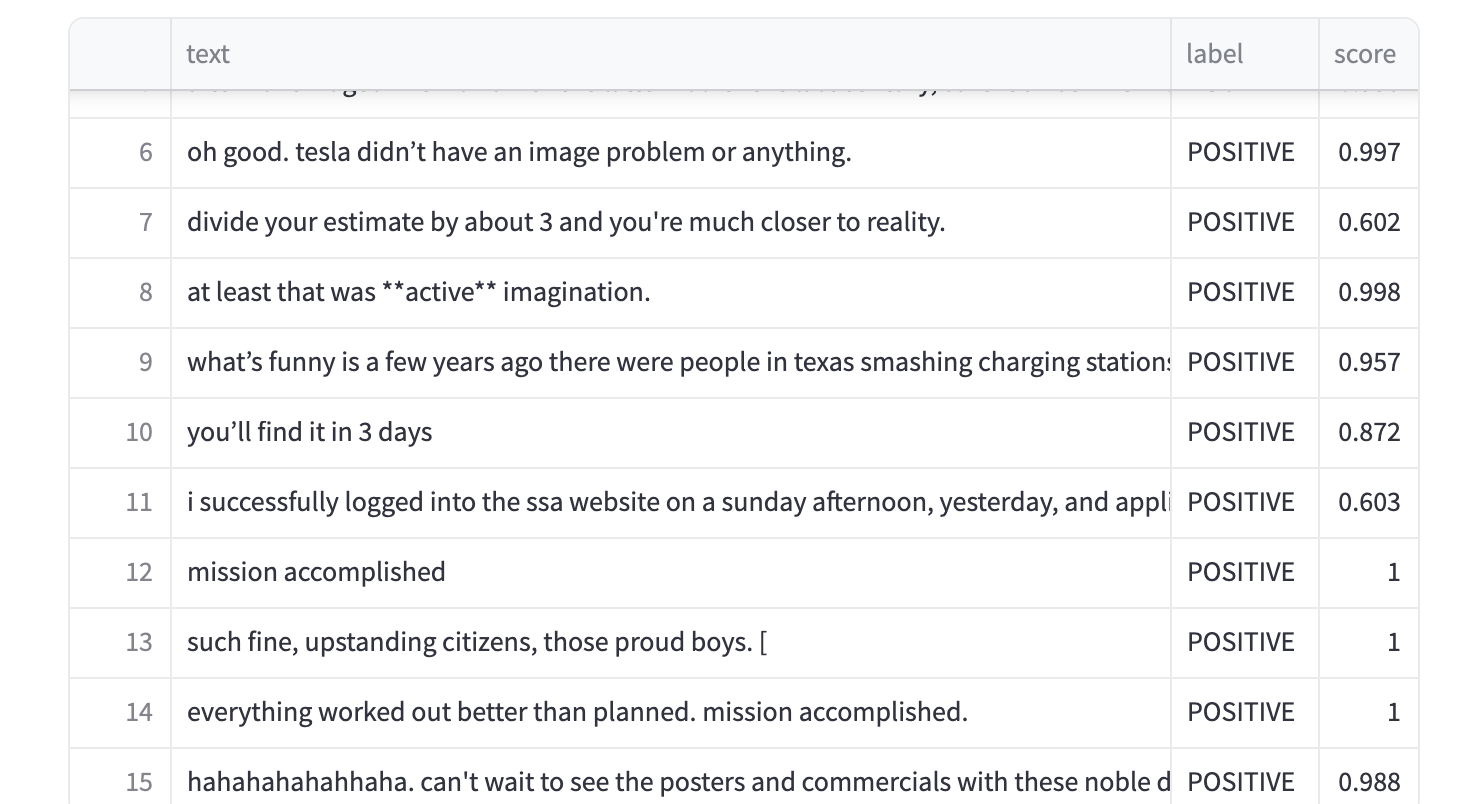 text label score
6 oh good. tesla didn’t have an image problem or anything. POSITIVE 0.997
7 divide your estimate by about 3 and you're much closer to reality. POSITIVE 0.602
8 at least that was **active** imagination. POSITIVE 0.998
9 what’s funny is a few years ago there were people in texas smashing charging stations POSITIVE 0.957
10 you’ll find it in 3 days POSITIVE 0.872
11 i successfully logged into the ssa website on a sunday afternoon, yesterday, and appli POSITIVE 0.603
12 mission accomplished POSITIVE 1
13 such fine, upstanding citizens, those proud boys. [ POSITIVE 1
14 everything worked out better than planned. mission accomplished. POSITIVE 1
15 hahahahahahhaha. can't wait to see the posters and commercials with these noble d POSITIVE 0.988